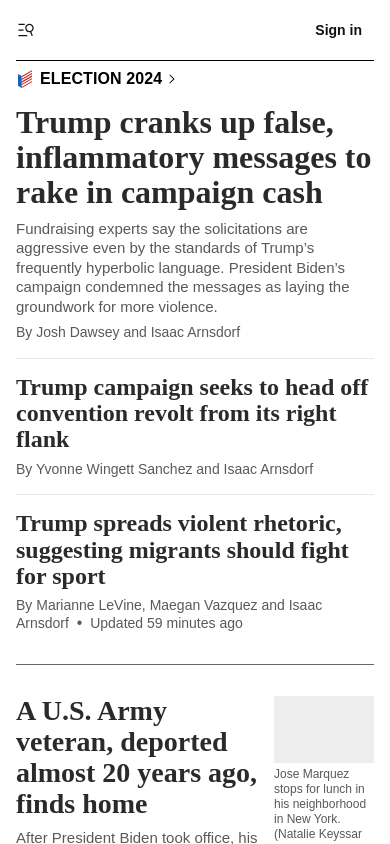 Sign in
ELECTION 2024
Trump cranks up false,
inflammatory messages to
rake in campaign cash
Fundraising experts say the solicitations are
aggressive even by the standards of Trump’s
frequently hyperbolic language. President Biden’s
campaign condemned the messages as laying the
groundwork for more violence.
By Josh Dawsey and Isaac Arnsdorf
Trump campaign seeks to head off
convention revolt from its right
flank
By Yvonne Wingett Sanchez and Isaac Arnsdorf
Trump spreads violent rhetoric,
suggesting migrants should fight
for sport
By Marianne LeVine, Maegan Vazquez and Isaac
Arnsdorf • Updated 59 minutes ago
A U.S. Army
veteran, deported
almost 20 years ago,
finds home
After President Biden took office, his
Jose Marquez
stops for lunch in
his neighborhood
in New York.
(Natalie Keyssar